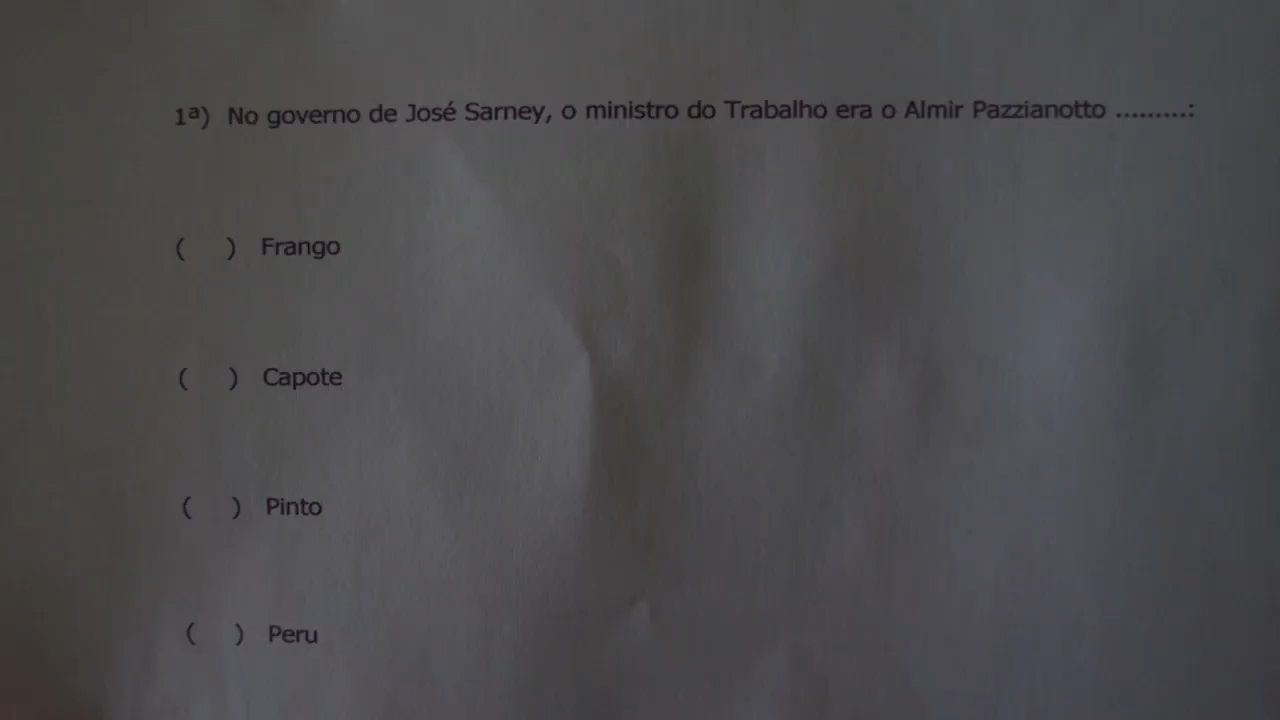 1ª) No governo de José Sarney, o ministro do Trabalho era o Almir Pazzianotto .........:
( ) Frango
( ) Capote
( ) Pinto
( ) Peru